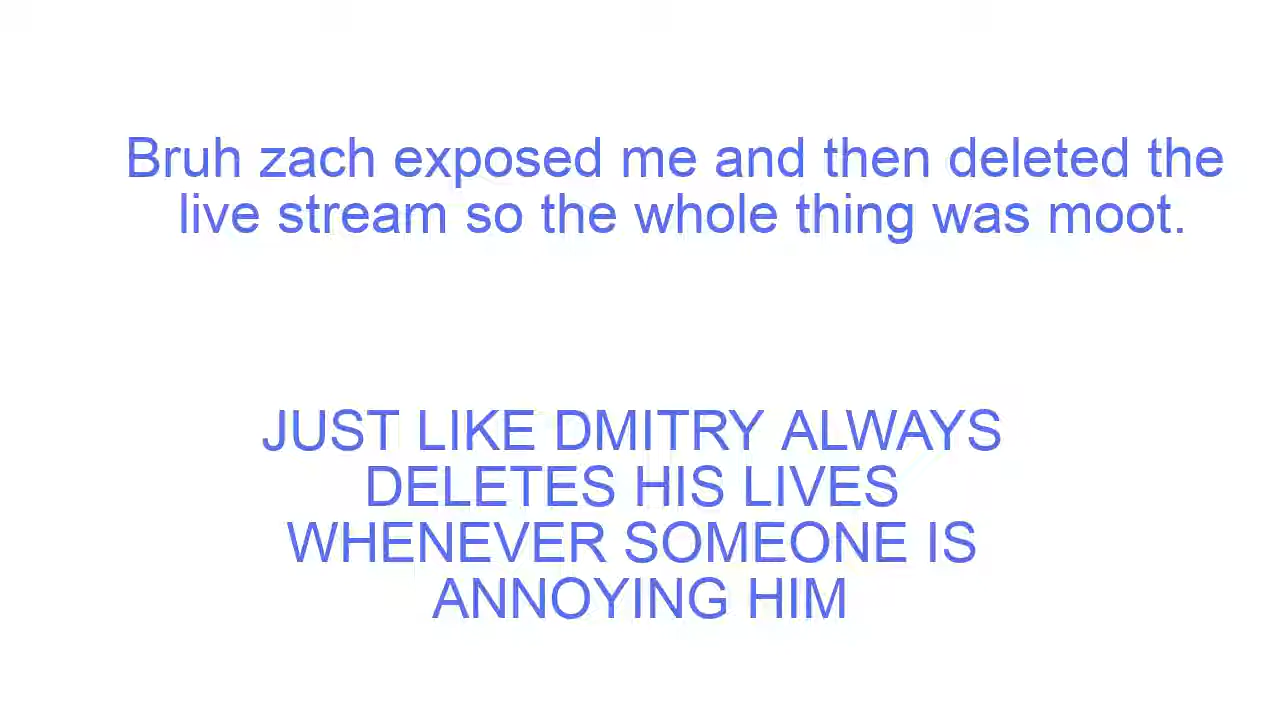 Bruh zach exposed me and then deleted the
live stream so the whole thing was moot.
JUST LIKE DMITRY ALWAYS
DELETES HIS LIVES
WHENEVER SOMEONE IS
ANNOYING HIM